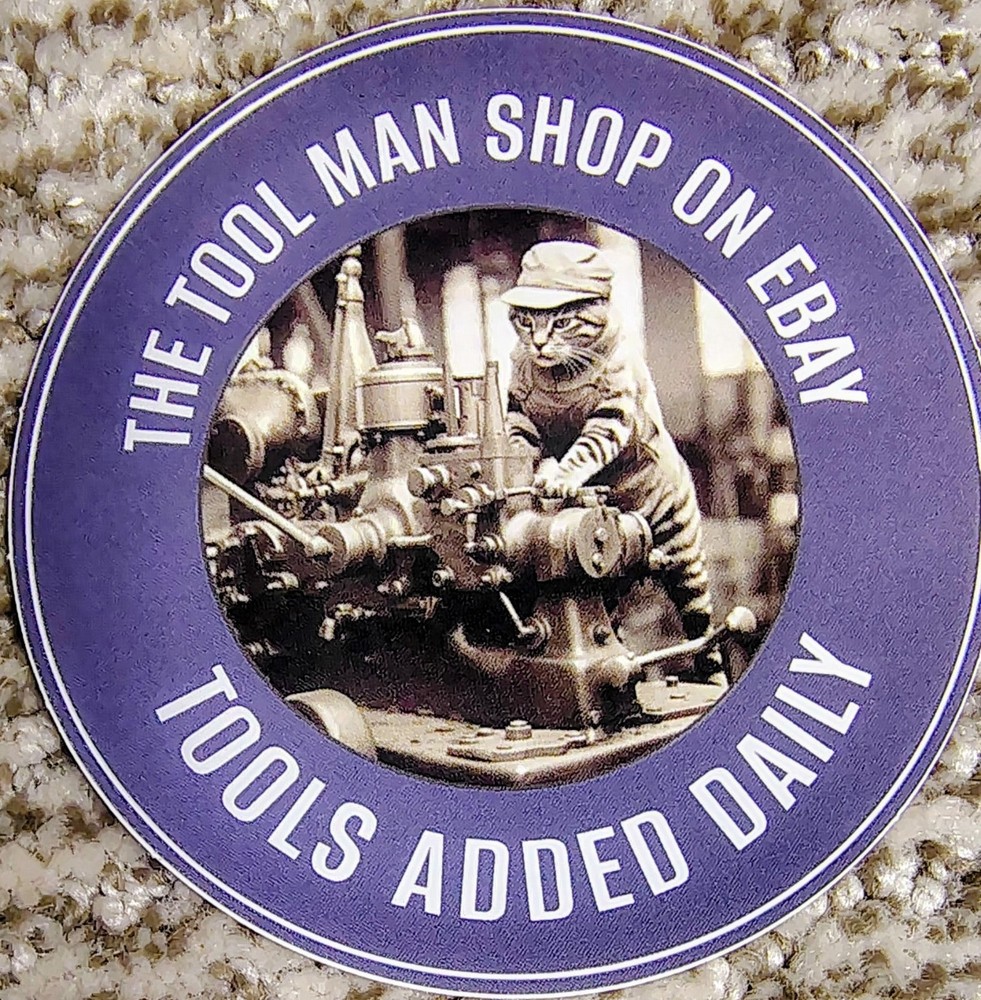 THE TOOL MAN SHOP ON EBAY
TOOLS ADDED DAILY